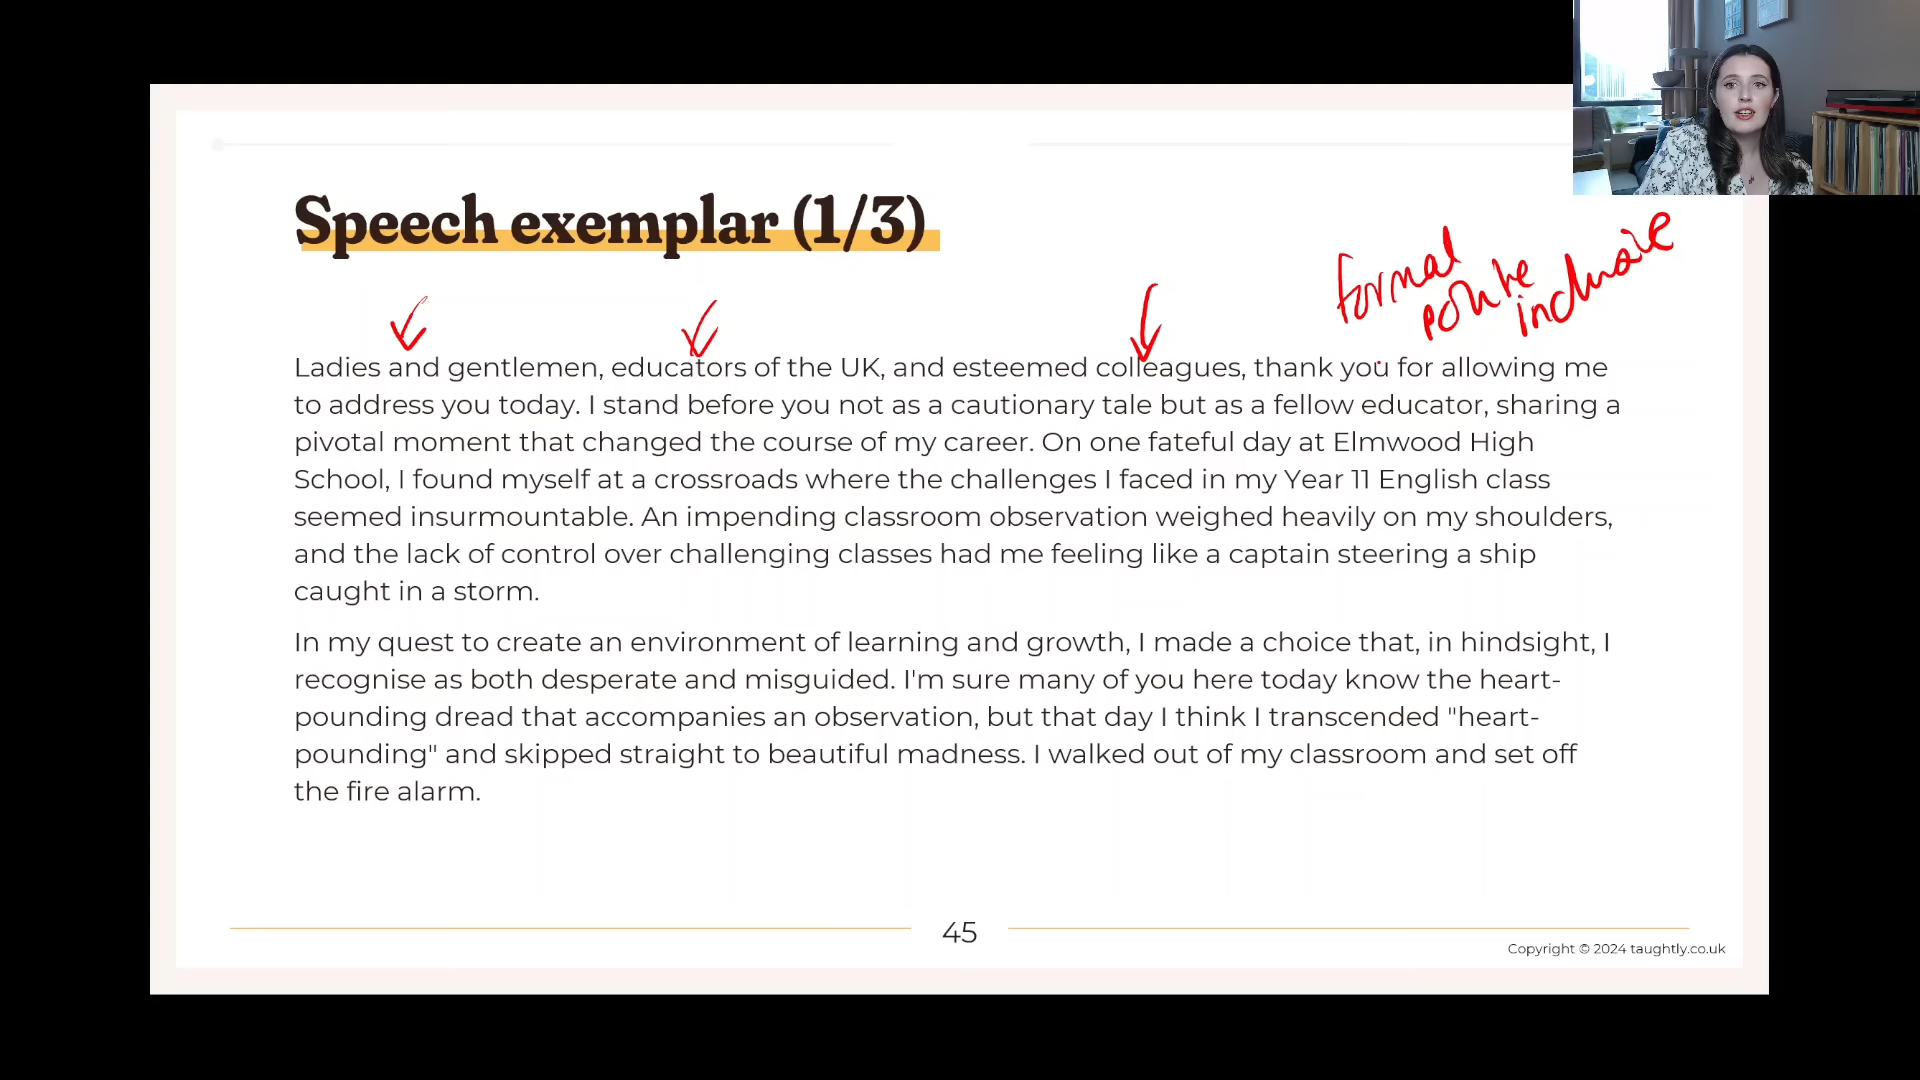 Speech exemplar (1/3)
formal
polite
inclusive
Ladies and gentlemen, educators of the UK, and esteemed colleagues, thank you for allowing me
to address you today. I stand before you not as a cautionary tale but as a fellow educator, sharing a
pivotal moment that changed the course of my career. On one fateful day at Elmwood High
School, I found myself at a crossroads where the challenges I faced in my Year 11 English class
seemed insurmountable. An impending classroom observation weighed heavily on my shoulders,
and the lack of control over challenging classes had me feeling like a captain steering a ship
caught in a storm.
In my quest to create an environment of learning and growth, I made a choice that, in hindsight, I
recognise as both desperate and misguided. I'm sure many of you here today know the heart-
pounding dread that accompanies an observation, but that day I think I transcended "heart-
pounding" and skipped straight to beautiful madness. I walked out of my classroom and set off
the fire alarm.
45
Copyright © 2024 taughtly.co.uk